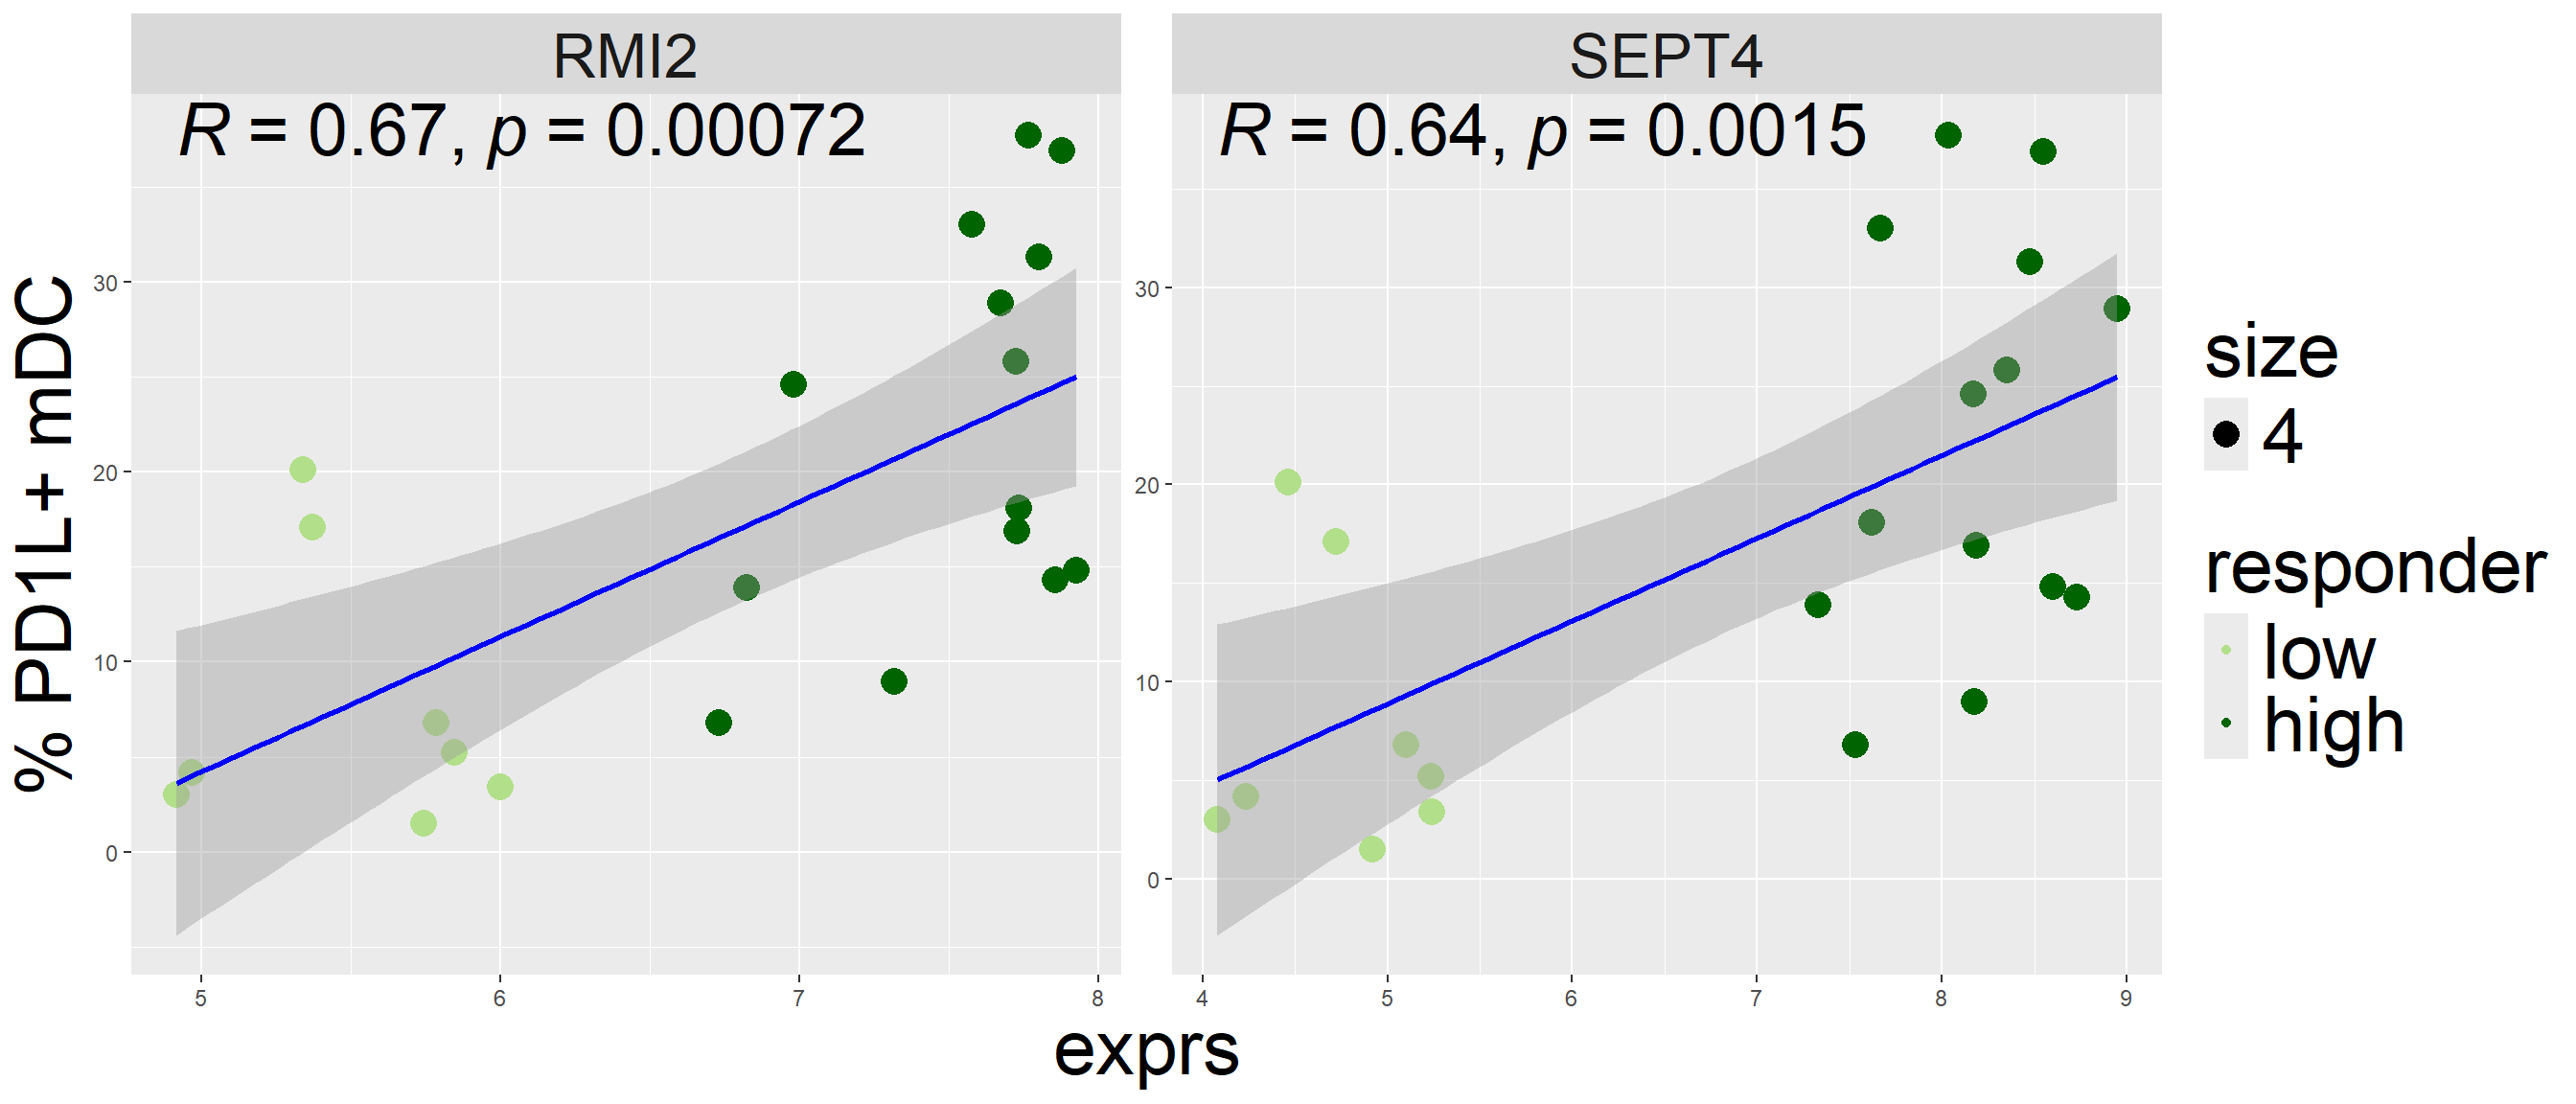 RMI2
SEPT4
R = 0.67, p = 0.00072
R = 0.64, p = 0.0015
% PD1L+ mDC
30
20
10
0
30
20
10
0
5 6 7 8
4 5 6 7 8 9
exprs
size
4
responder
low
high